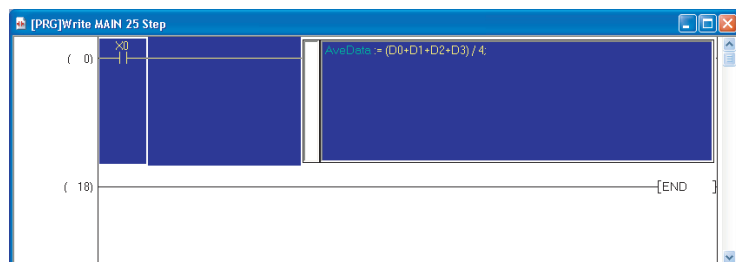 [PRG]Write MAIN 25 Step
X0
( 0) AveData := (D0+D1+D2+D3) / 4;
( 18) [END ]